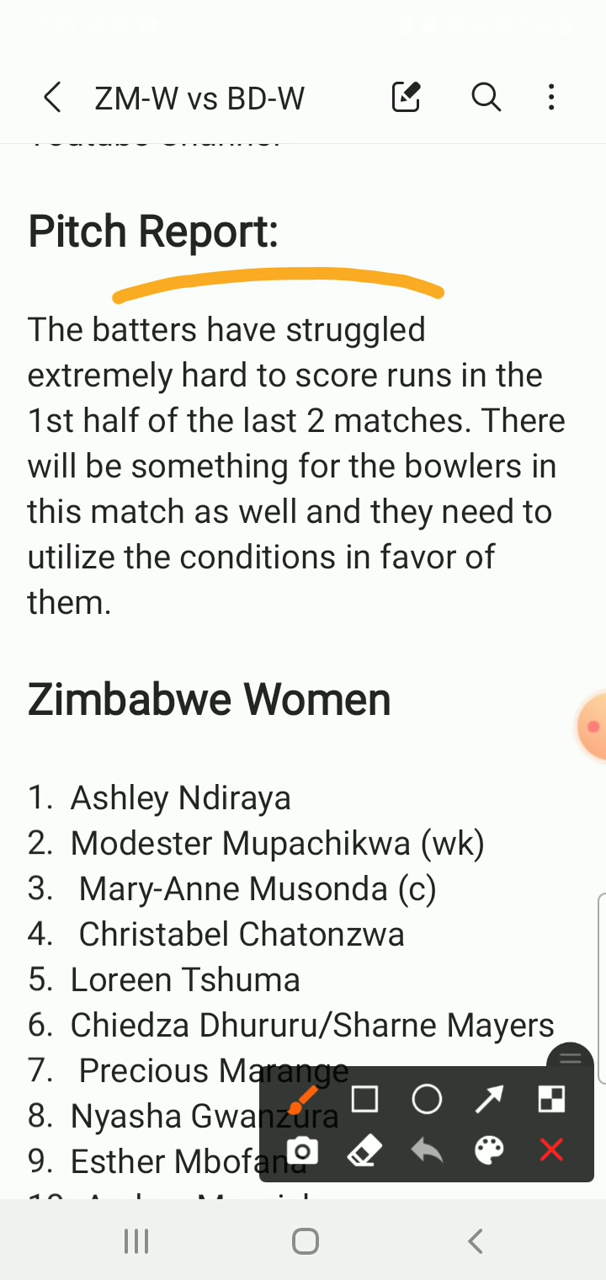 ZM-W vs BD-W
Pitch Report:
The batters have struggled
extremely hard to score runs in the
1st half of the last 2 matches. There
will be something for the bowlers in
this match as well and they need to
utilize the conditions in favor of
them.
Zimbabwe Women
1. Ashley Ndiraya
2. Modester Mupachikwa (wk)
3. Mary-Anne Musonda (c)
4. Christabel Chatonzwa
5. Loreen Tshuma
6. Chiedza Dhururu/Sharne Mayers
7. Precious Marange
8. Nyasha Gwanzura
9. Esther Mbofana